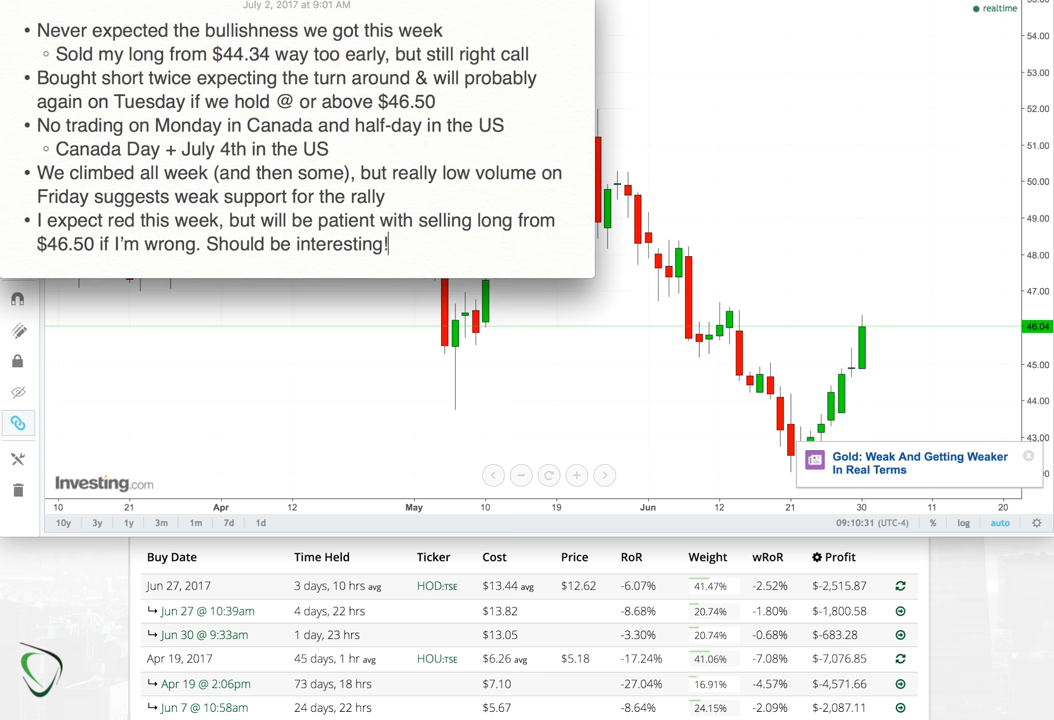 July 2, 2017 at 9:01 AM
• Never expected the bullishness we got this week
◦ Sold my long from $44.34 way too early, but still right call
• Bought short twice expecting the turn around & will probably
again on Tuesday if we hold @ or above $46.50
• No trading on Monday in Canada and half-day in the US
◦ Canada Day + July 4th in the US
• We climbed all week (and then some), but really low volume on
Friday suggests weak support for the rally
• I expect red this week, but will be patient with selling long from
$46.50 if I'm wrong. Should be interesting!
realtime
54.00
53.00
52.00
51.00
50.00
49.00
48.00
47.00
46.04
45.00
44.00
43.00
Gold: Weak And Getting Weaker
In Real Terms
Investing.com
10 21 Apr 12 May 10 19 Jun 12 21 30 11 20
10y 3y 1y 3m 1m 7d 1d 09:10:31 (UTC-4) % log auto
Buy Date Time Held Ticker Cost Price RoR Weight wRoR Profit
Jun 27, 2017 3 days, 10 hrs avg HOD:TSE $13.44 avg $12.62 -6.07% 41.47% -2.52% $-2,515.87
Jun 27 @ 10:39am 4 days, 22 hrs $13.82 -8.68% 20.74% -1.80% $-1,800.58
Jun 30 @ 9:33am 1 day, 23 hrs $13.05 -3.30% 20.74% -0.68% $-683.28
Apr 19, 2017 45 days, 1 hr avg HOU:TSE $6.26 avg $5.18 -17.24% 41.06% -7.08% $-7,076.85
Apr 19 @ 2:06pm 73 days, 18 hrs $7.10 -27.04% 16.91% -4.57% $-4,571.66
Jun 7 @ 10:58am 24 days, 22 hrs $5.67 -8.64% 24.15% -2.09% $-2,087.11